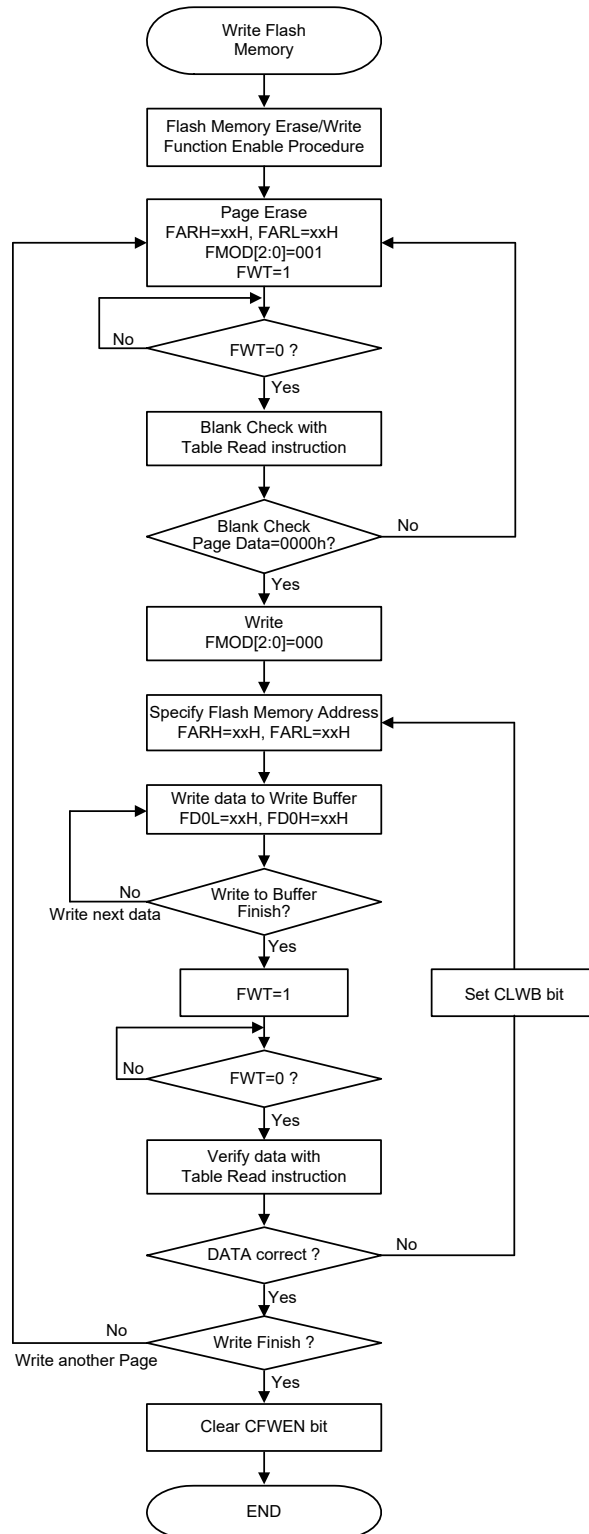 Write Flash
Memory
Flash Memory Erase/Write
Function Enable Procedure
Page Erase
FARH=xxH, FARL=xxH
FMOD[2:0]=001
FWT=1
No
FWT=0 ?
Yes
Blank Check with
Table Read instruction
Blank Check
Page Data=0000h?
No
Yes
Write
FMOD[2:0]=000
Specify Flash Memory Address
FARH=xxH, FARL=xxH
Write data to Write Buffer
FD0L=xxH, FD0H=xxH
No
Write next data
Write to Buffer
Finish?
Yes
FWT=1
Set CLWB bit
No
FWT=0 ?
Yes
Verify data with
Table Read instruction
DATA correct ?
No
Yes
No
Write another Page
Write Finish ?
Yes
Clear CFWEN bit
END